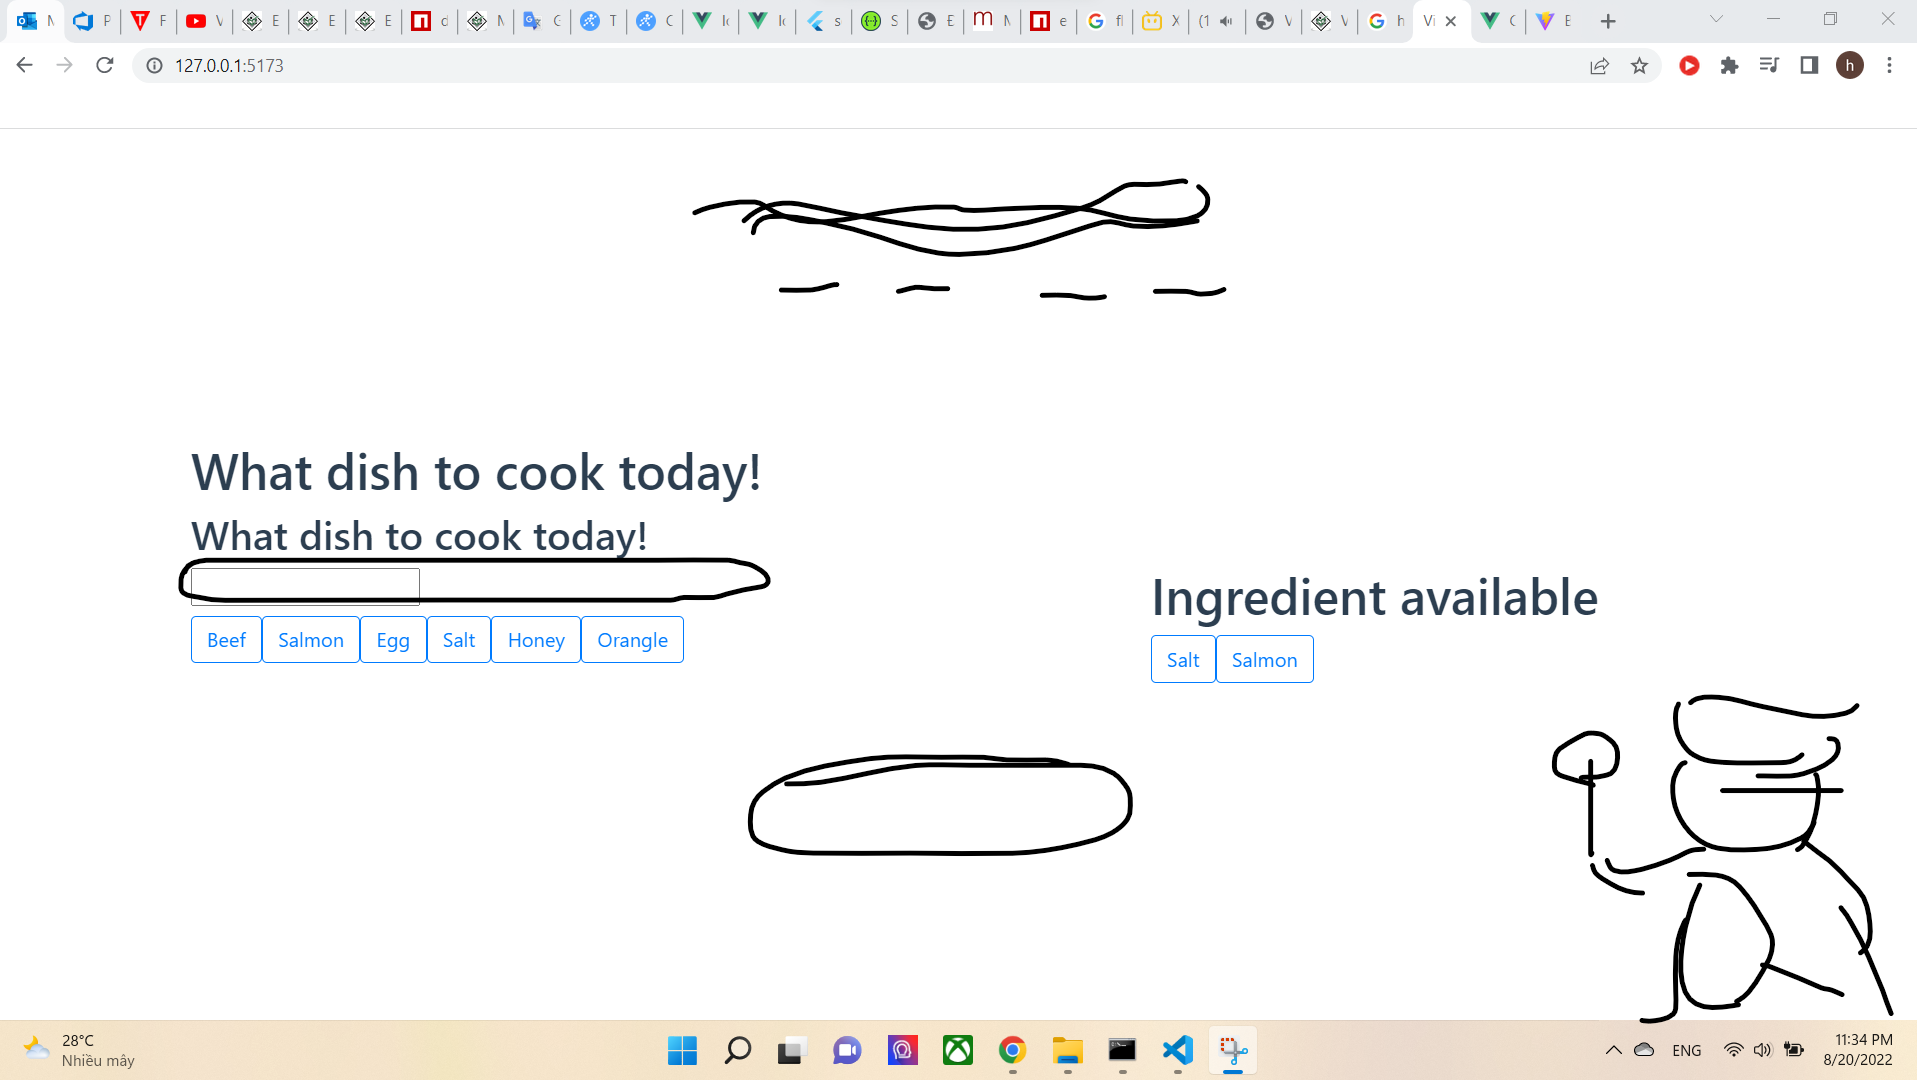 127.0.0.1:5173
h
What dish to cook today!
What dish to cook today!
Beef Salmon Egg Salt Honey Orangle
Ingredient available
Salt Salmon
28°C
Nhiều mây
ENG
11:34 PM
8/20/2022